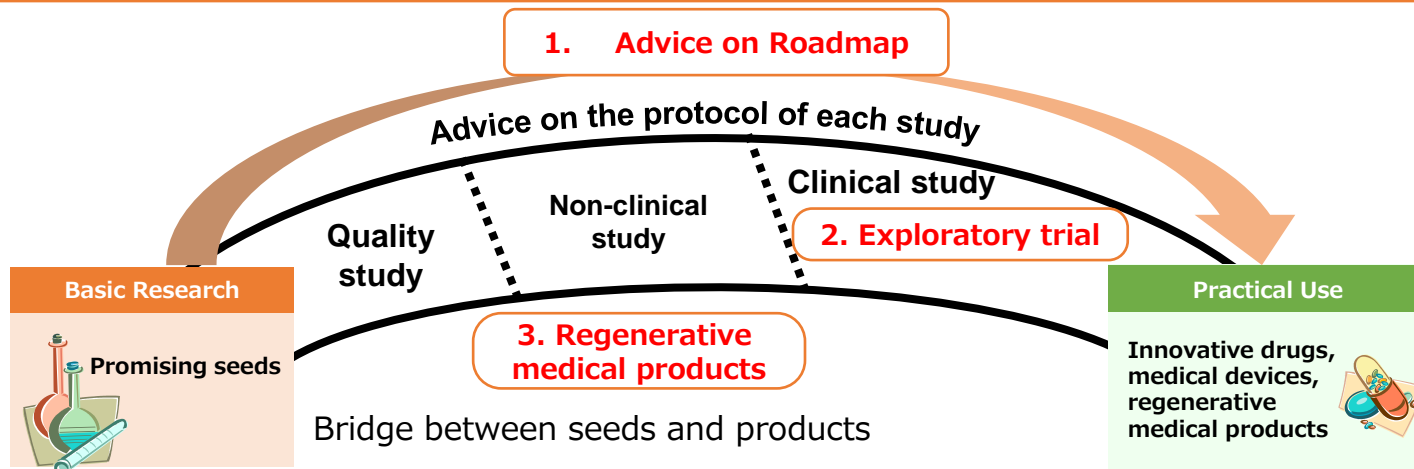 1. Advice on Roadmap
Advice on the protocol of each study
Quality
study
Non-clinical
study
Clinical study
2. Exploratory trial
3. Regenerative
medical products
Basic Research
Promising seeds
Practical Use
Innovative drugs,
medical devices,
regenerative
medical products
Bridge between seeds and products